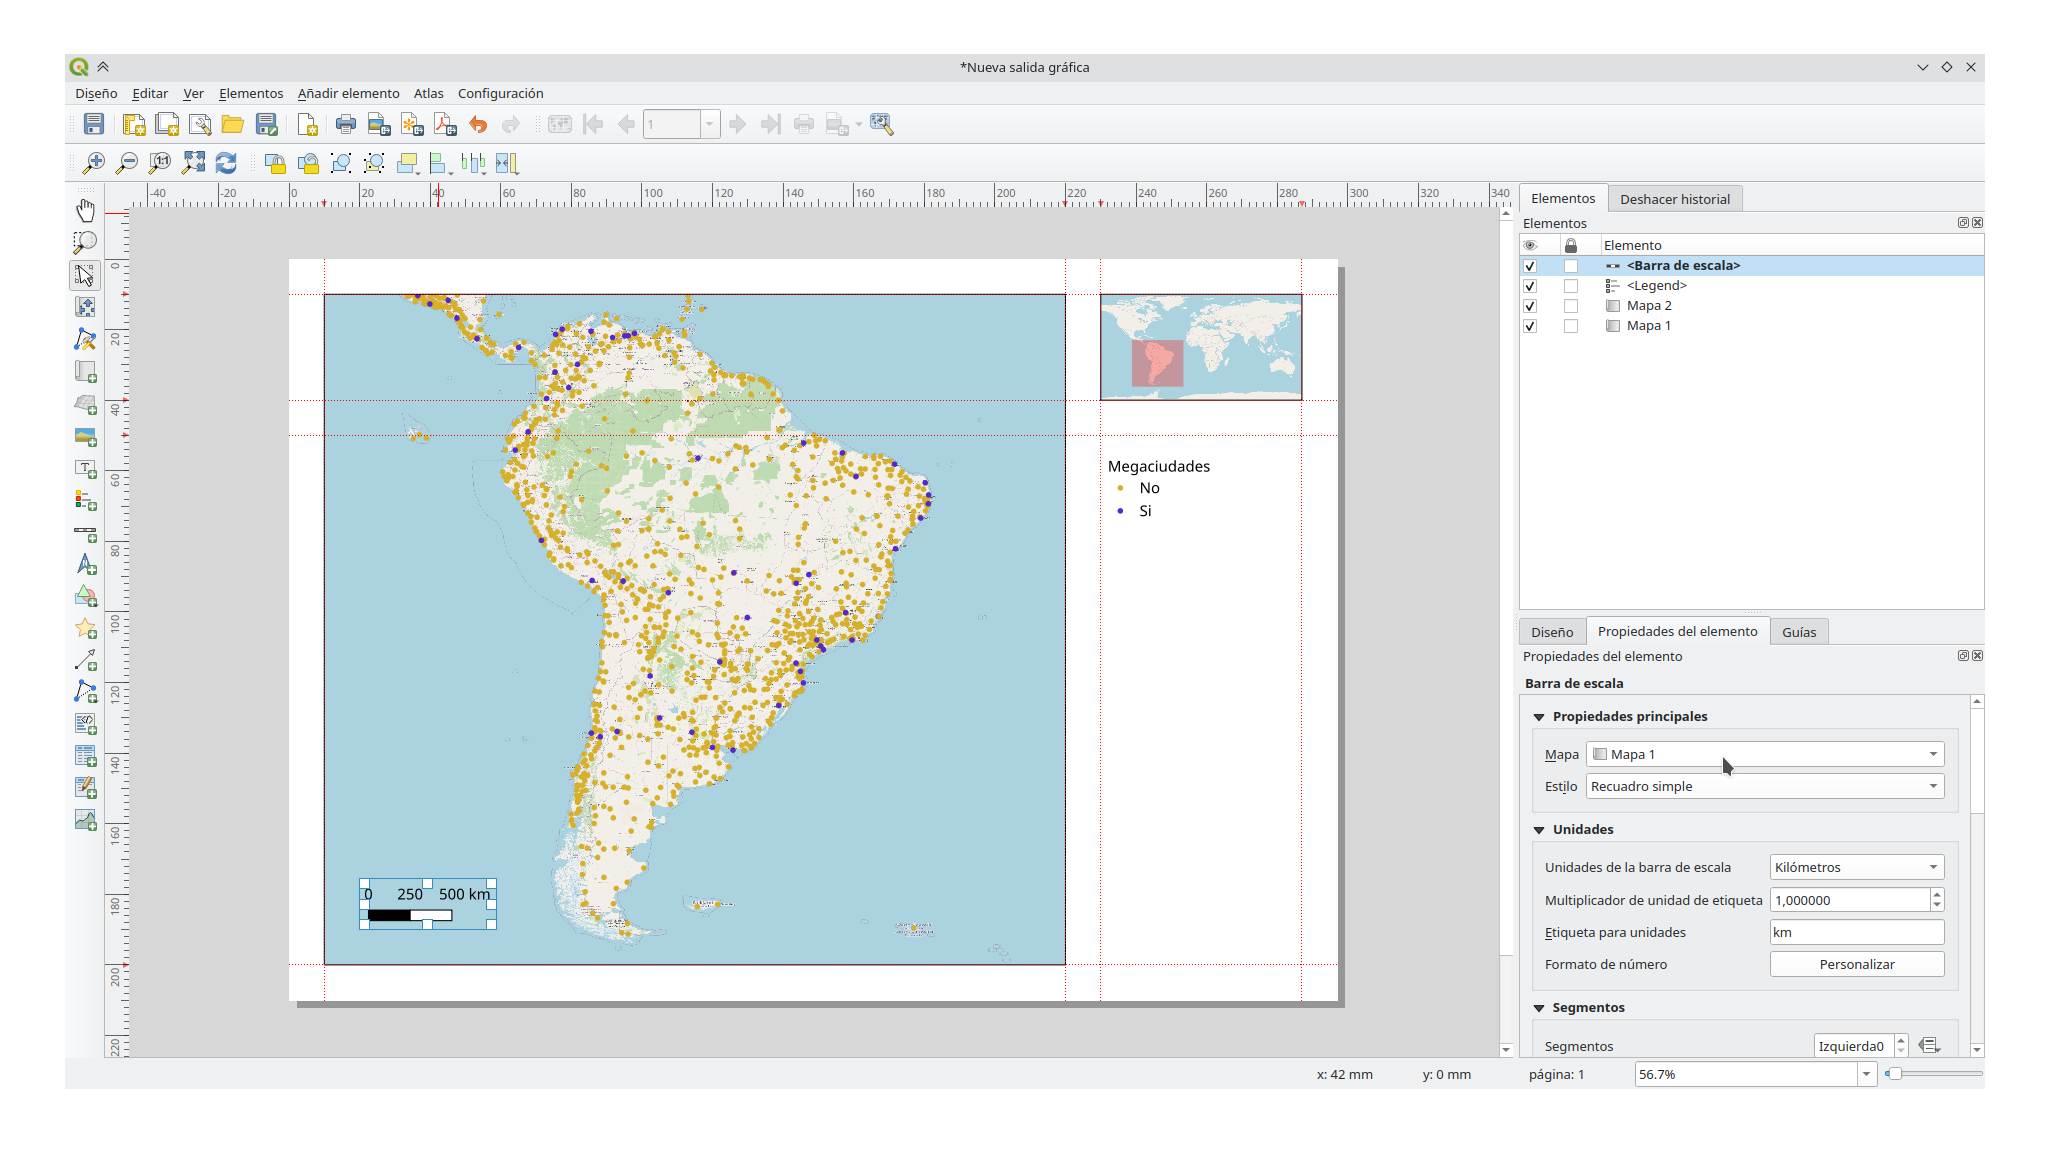 *Nueva salida gráfica
Diseño Editar Ver Elementos Añadir elemento Atlas Configuración
1
1:1
-40 -20 0 20 40 60 80 100 120 140 160 180 200 220 240 260 280 300 320 340
0
20
40
60
80
100
120
140
160
180
200
220
Megaciudades
No
Si
0 250 500 km
Elementos Deshacer historial
Elementos
Elemento
<Barra de escala>
<Legend>
Mapa 2
Mapa 1
Diseño Propiedades del elemento Guías
Propiedades del elemento
Barra de escala
Propiedades principales
Mapa Mapa 1
Estilo Recuadro simple
Unidades
Unidades de la barra de escala Kilómetros
Multiplicador de unidad de etiqueta 1,000000
Etiqueta para unidades km
Formato de número Personalizar
Segmentos
Segmentos Izquierda0
x: 42 mm y: 0 mm página: 1 56.7%